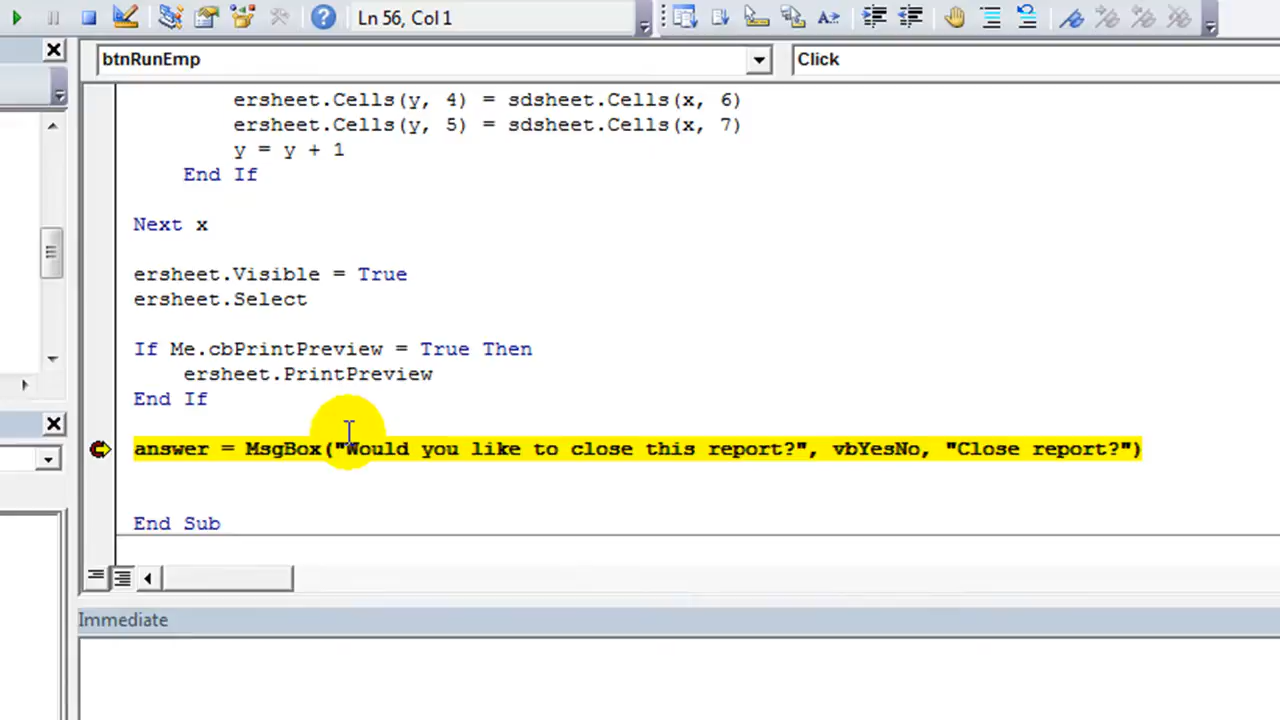 Ln 56, Col 1
btnRunEmp
Click
ersheet.Cells(y, 4) = sdsheet.Cells(x, 6)
ersheet.Cells(y, 5) = sdsheet.Cells(x, 7)
y = y + 1
End If
Next x
ersheet.Visible = True
ersheet.Select
If Me.cbPrintPreview = True Then
ersheet.PrintPreview
End If
answer = MsgBox("Would you like to close this report?", vbYesNo, "Close report?")
End Sub
Immediate